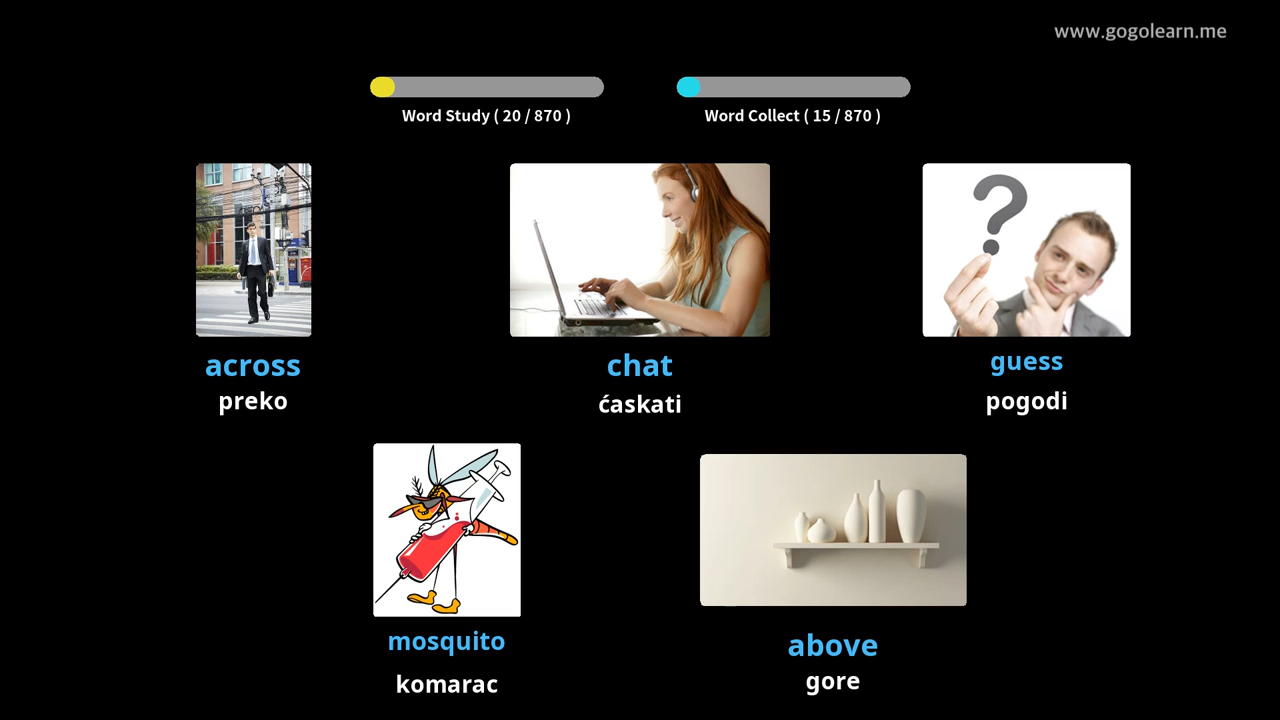 www.gogolearn.me
Word Study ( 20 / 870 )
Word Collect ( 15 / 870 )
across
preko
chat
ćaskati
guess
pogodi
mosquito
komarac
above
gore